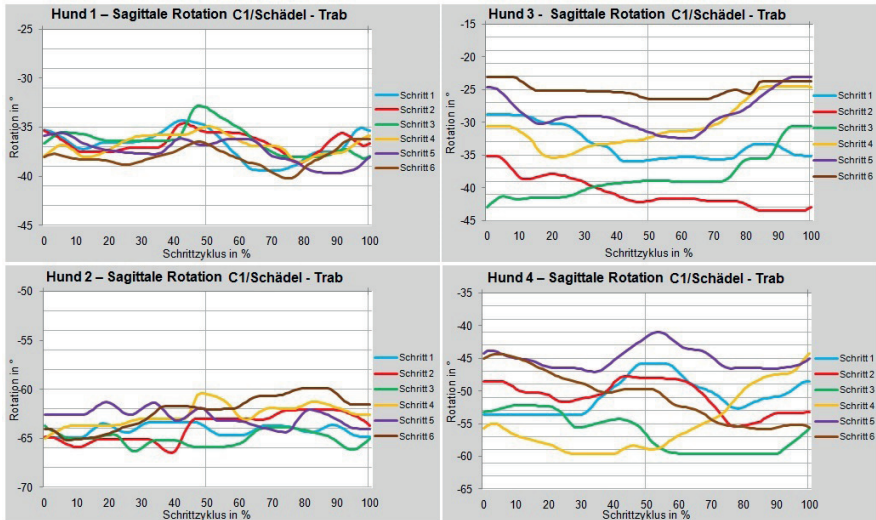 Hund 1 – Sagittale Rotation C1/Schädel - Trab
-25
-30
-35
-40
-45
Rotation in °
0 10 20 30 40 50 60 70 80 90 100
Schrittzyklus in %
Schritt 1
Schritt 2
Schritt 3
Schritt 4
Schritt 5
Schritt 6
Hund 3 - Sagittale Rotation C1/Schädel - Trab
-15
-20
-25
-30
-35
-40
-45
Rotation in °
0 10 20 30 40 50 60 70 80 90 100
Schrittzyklus in %
Schritt 1
Schritt 2
Schritt 3
Schritt 4
Schritt 5
Schritt 6
Hund 2 – Sagittale Rotation C1/Schädel - Trab
-50
-55
-60
-65
-70
Rotation in °
0 10 20 30 40 50 60 70 80 90 100
Schrittzyklus in %
Schritt 1
Schritt 2
Schritt 3
Schritt 4
Schritt 5
Schritt 6
Hund 4 – Sagittale Rotation C1/Schädel - Trab
-35
-40
-45
-50
-55
-60
-65
Rotation in °
0 10 20 30 40 50 60 70 80 90 100
Schrittzyklus in %
Schritt 1
Schritt 2
Schritt 3
Schritt 4
Schritt 5
Schritt 6